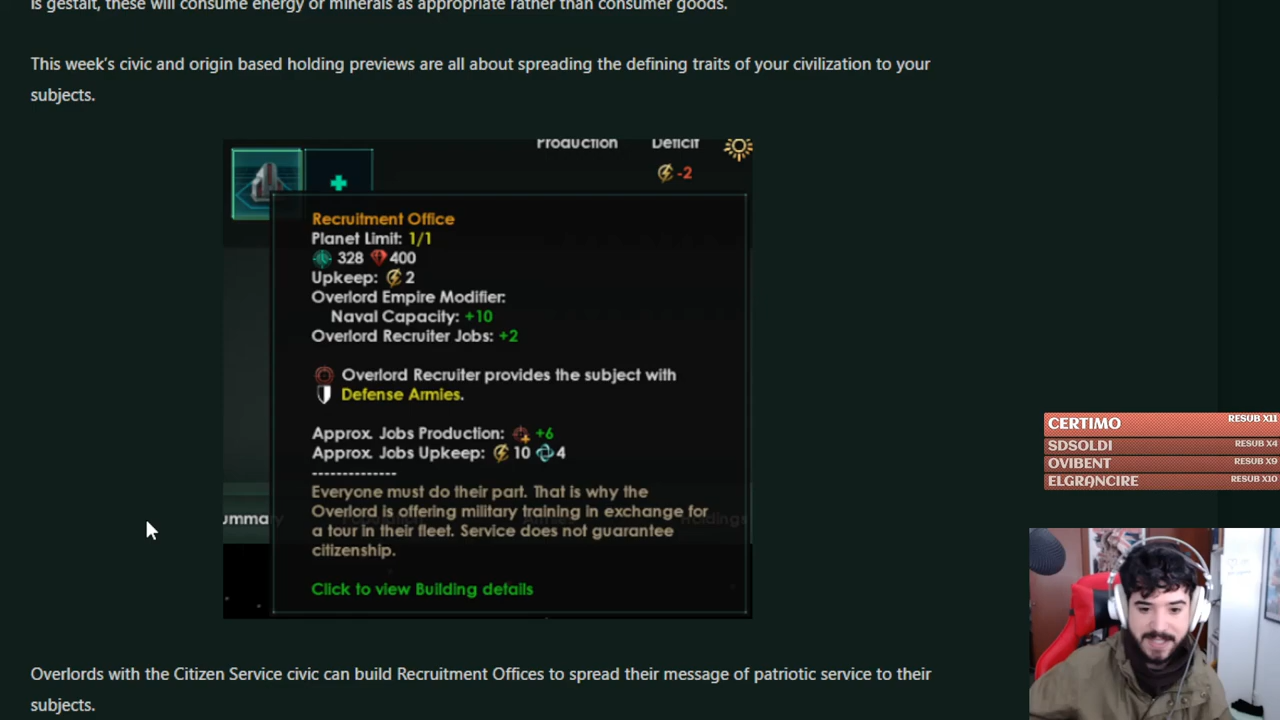 is gestalt, these will consume energy or minerals as appropriate rather than consumer goods.
This week's civic and origin based holding previews are all about spreading the defining traits of your civilization to your
subjects.
Production Deficit
-2
Recruitment Office
Planet Limit: 1/1
328 400
Upkeep: 2
Overlord Empire Modifier:
Naval Capacity: +10
Overlord Recruiter Jobs: +2
Overlord Recruiter provides the subject with
Defense Armies.
Approx. Jobs Production: +6
Approx. Jobs Upkeep: 10 4
--------------
Everyone must do their part. That is why the
Overlord is offering military training in exchange for
a tour in their fleet. Service does not guarantee
citizenship.
Click to view Building details
ummary
Holdings
Overlords with the Citizen Service civic can build Recruitment Offices to spread their message of patriotic service to their
subjects.
CERTIMO RESUB X11
SDSOLDI RESUB X4
OVIBENT RESUB X9
ELGRANCIRE RESUB X10